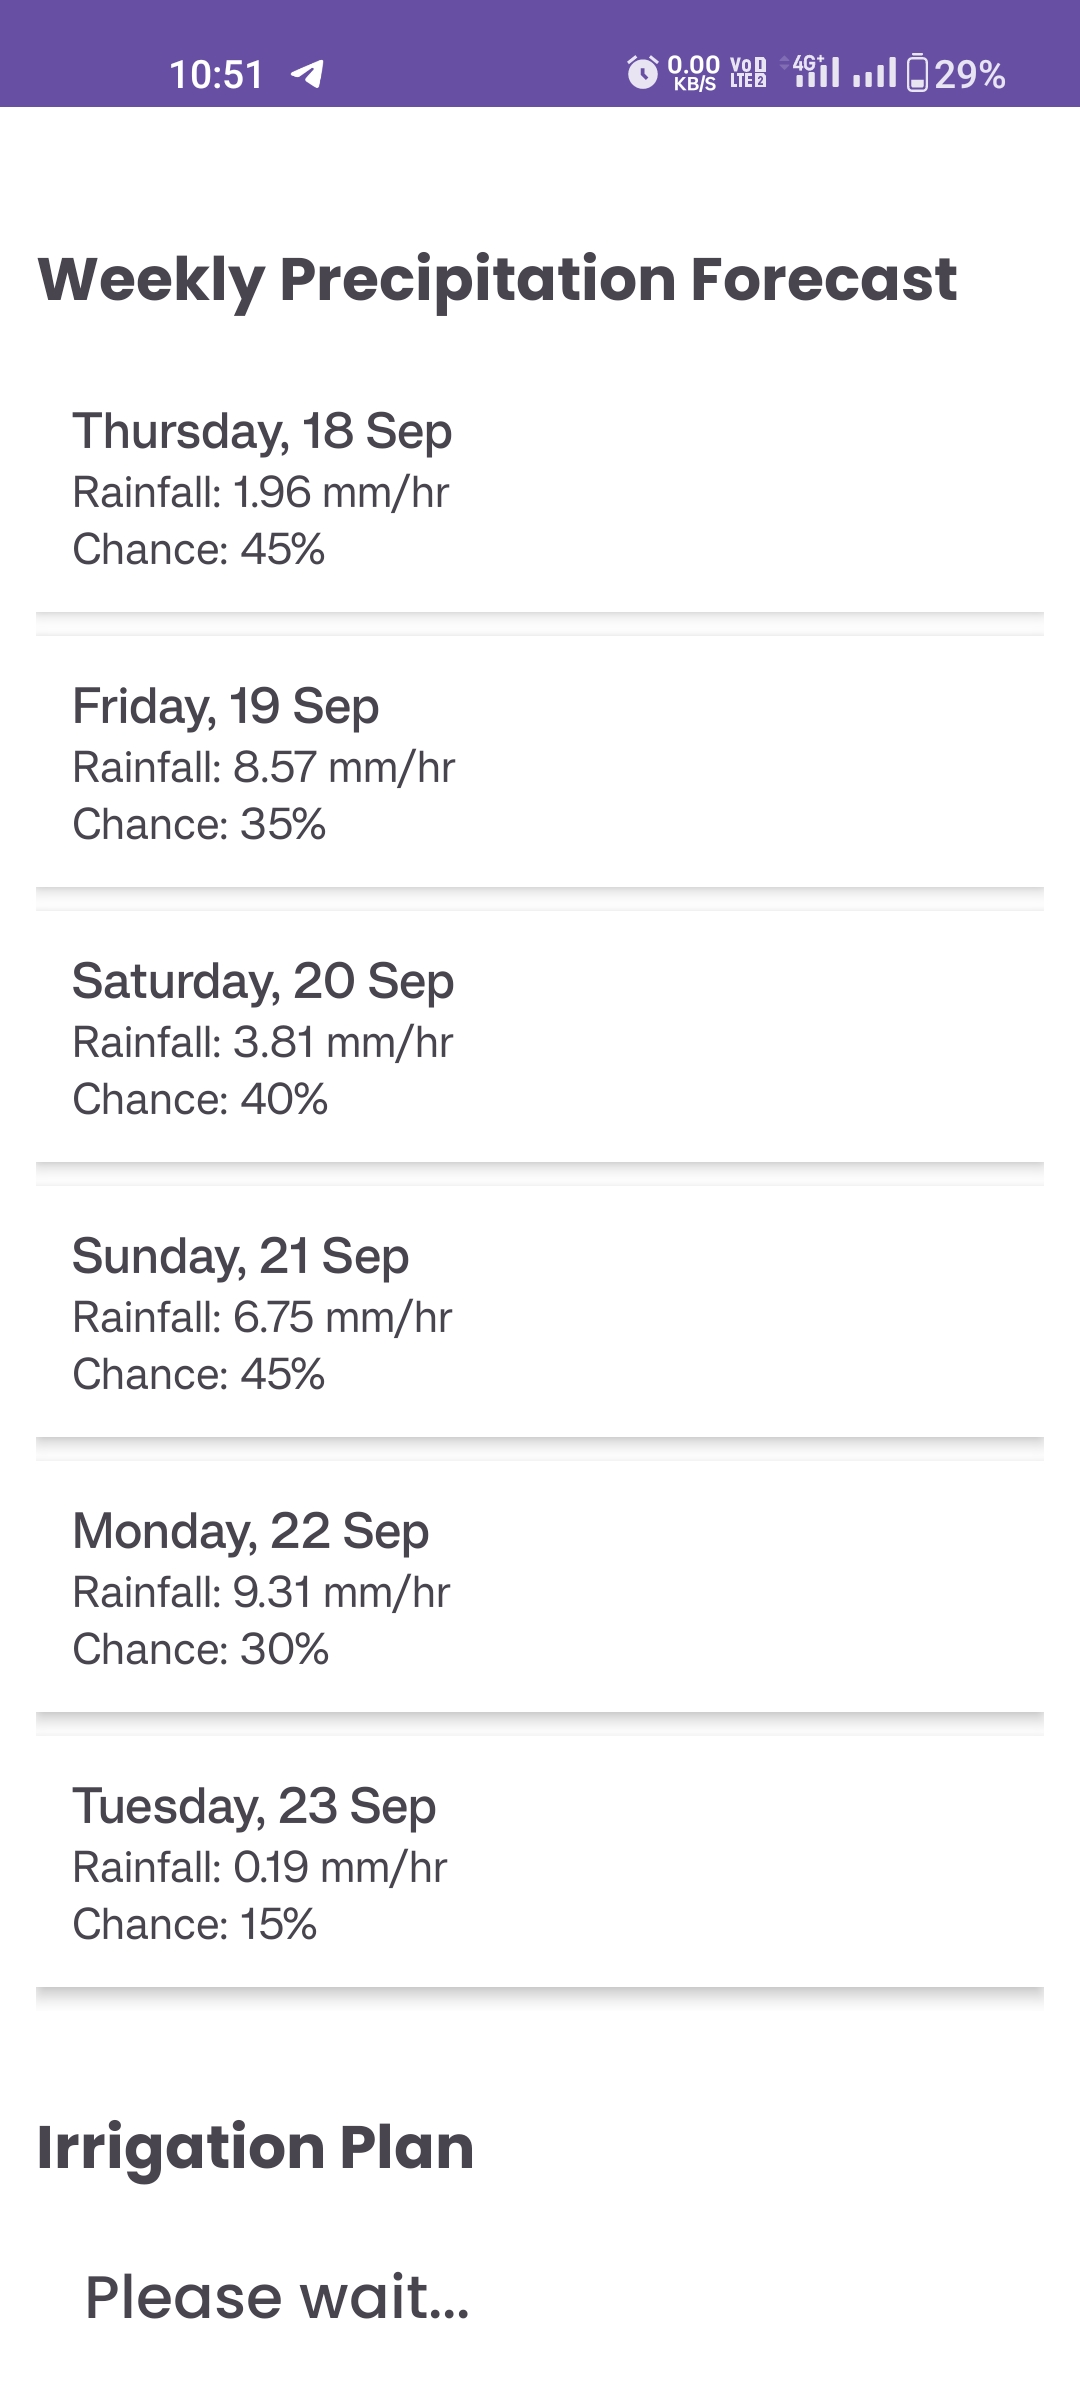 10:51 0.00 KB/S VoD LTE2 4G+ 29%
Weekly Precipitation Forecast
Thursday, 18 Sep
Rainfall: 1.96 mm/hr
Chance: 45%
Friday, 19 Sep
Rainfall: 8.57 mm/hr
Chance: 35%
Saturday, 20 Sep
Rainfall: 3.81 mm/hr
Chance: 40%
Sunday, 21 Sep
Rainfall: 6.75 mm/hr
Chance: 45%
Monday, 22 Sep
Rainfall: 9.31 mm/hr
Chance: 30%
Tuesday, 23 Sep
Rainfall: 0.19 mm/hr
Chance: 15%
Irrigation Plan
Please wait...